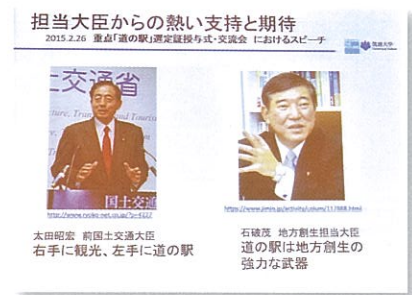 担当大臣からの熱い支持と期待
2015.2.26 重点「道の駅」選定証授与式・交流会 におけるスピーチ
筑波大学
土交通省
国土交通
太田昭宏 前国土交通大臣
右手に観光、左手に道の駅
石破茂 地方創生担当大臣
道の駅は地方創生の
強力な武器